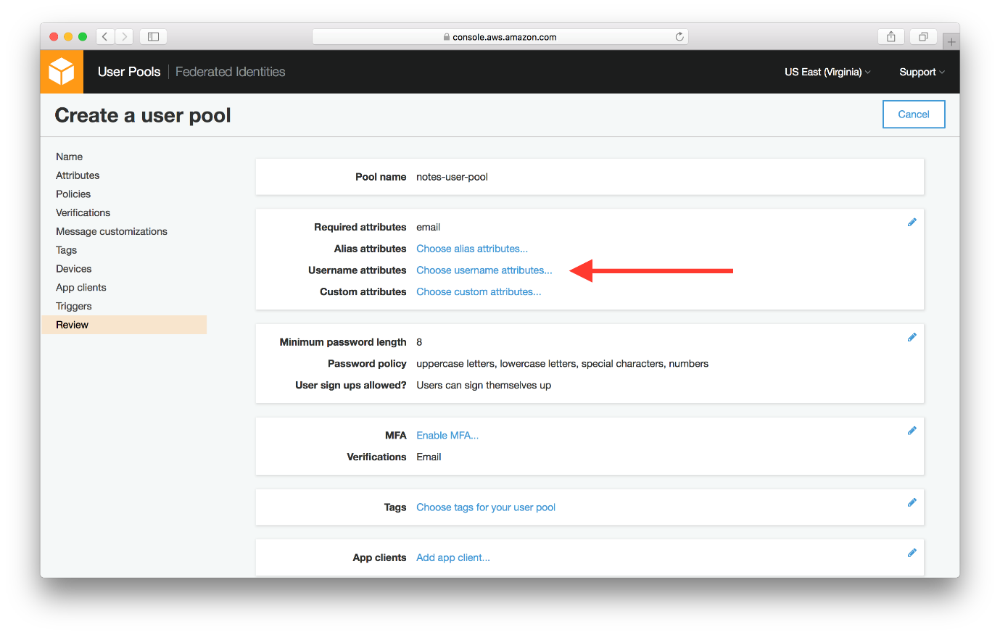 console.aws.amazon.com
User Pools
Federated Identities
US East (Virginia)
Support
Create a user pool
Cancel
Name
Attributes
Policies
Verifications
Message customizations
Tags
Devices
App clients
Triggers
Review
Pool name notes-user-pool
Required attributes email
Alias attributes Choose alias attributes...
Username attributes Choose username attributes...
Custom attributes Choose custom attributes...
Minimum password length 8
Password policy uppercase letters, lowercase letters, special characters, numbers
User sign ups allowed? Users can sign themselves up
MFA Enable MFA...
Verifications Email
Tags Choose tags for your user pool
App clients Add app client...